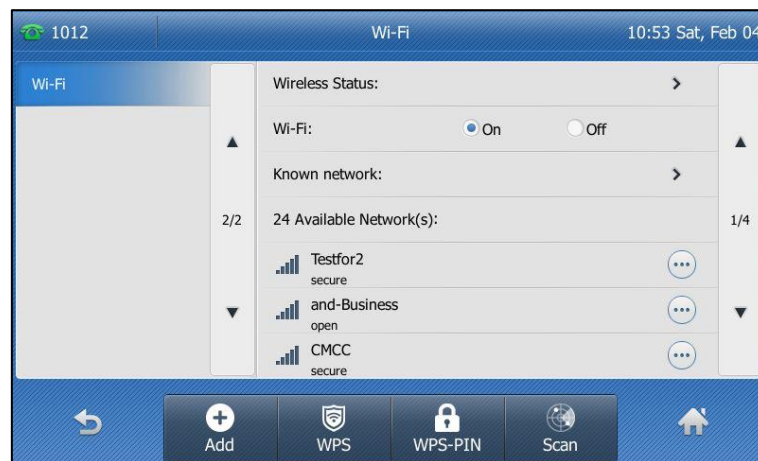 1012 Wi-Fi 10:53 Sat, Feb 04
Wi-Fi
Wireless Status:
Wi-Fi: On Off
Known network:
2/2
24 Available Network(s):
1/4
Testfor2
secure
and-Business
open
CMCC
secure
Add WPS WPS-PIN Scan